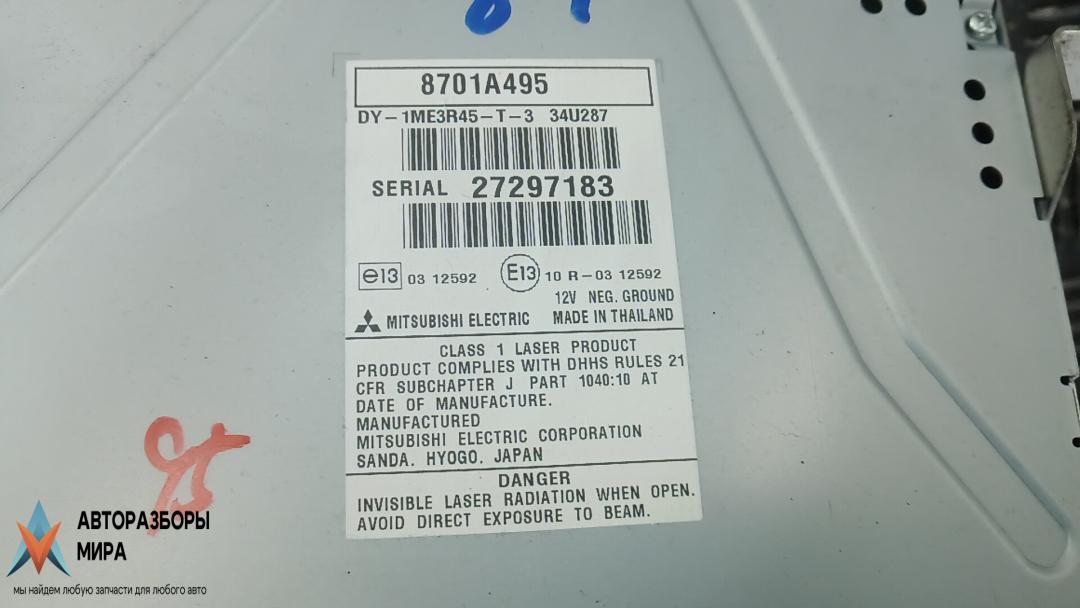 8701A495
DY-1ME3R45-T-3 34U287
SERIAL 27297183
e13 03 12592 E13 10 R-03 12592
12V NEG. GROUND
MITSUBISHI ELECTRIC MADE IN THAILAND
CLASS 1 LASER PRODUCT
PRODUCT COMPLIES WITH DHHS RULES 21
CFR SUBCHAPTER J PART 1040:10 AT
DATE OF MANUFACTURE.
MANUFACTURED
MITSUBISHI ELECTRIC CORPORATION
SANDA. HYOGO. JAPAN
DANGER
INVISIBLE LASER RADIATION WHEN OPEN.
AVOID DIRECT EXPOSURE TO BEAM.
АВТОРАЗБОРЫ
МИРА
мы найдем любую запчасти для любого авто